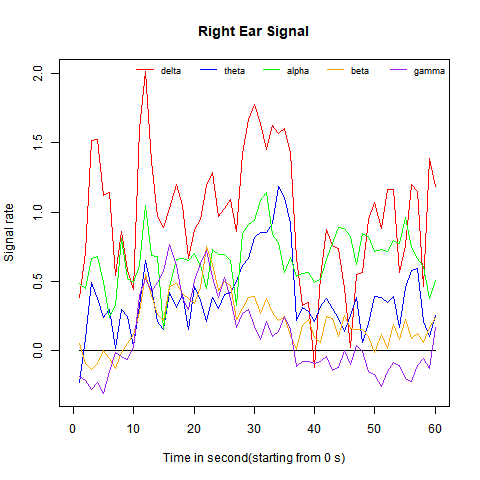 Right Ear Signal
delta theta alpha beta gamma
Signal rate
2.0
1.5
1.0
0.5
0.0
0 10 20 30 40 50 60
Time in second(starting from 0 s)